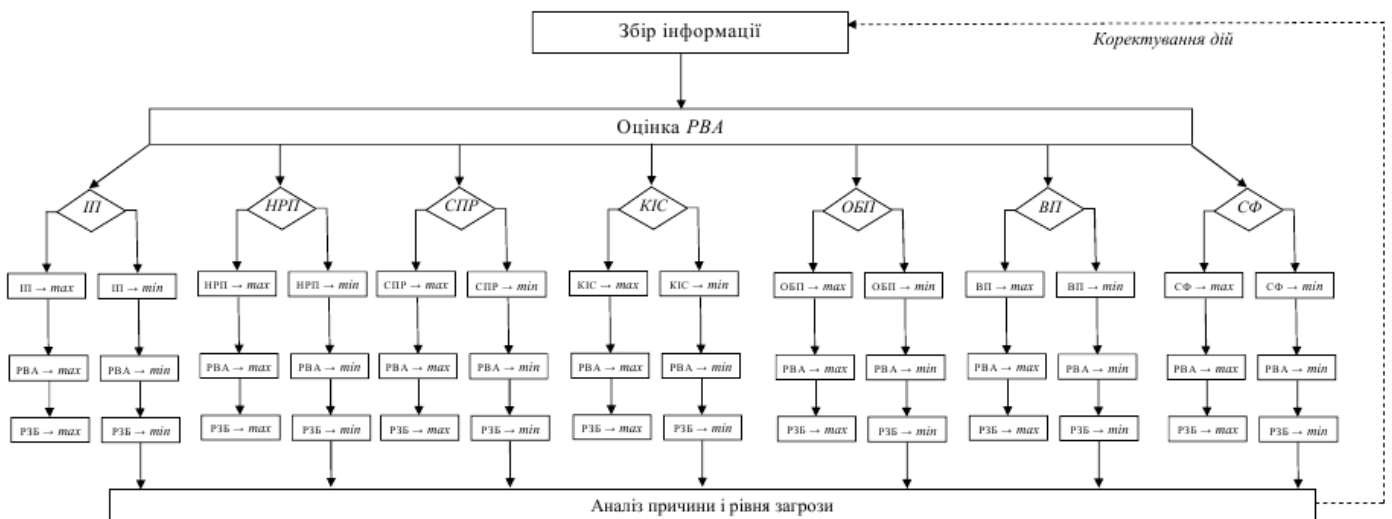 Збір інформації
Коректування дій
Оцінка РВА
ІП
НРП
СПР
КІС
ОБП
ВП
СФ
ІП → max
ІП → min
НРП → max
НРП → min
СПР → max
СПР → min
КІС → max
КІС → min
ОБП → max
ОБП → min
ВП → max
ВП → min
СФ → max
СФ → min
РВА → max
РВА → min
РВА → max
РВА → min
РВА → max
РВА → min
РВА → max
РВА → min
РВА → max
РВА → min
РВА → max
РВА → min
РВА → max
РВА → min
РЗБ → max
РЗБ → min
РЗБ → max
РЗБ → min
РЗБ → max
РЗБ → min
РЗБ → max
РЗБ → min
РЗБ → max
РЗБ → min
РЗБ → max
РЗБ → min
РЗБ → max
РЗБ → min
Аналіз причини і рівня загрози